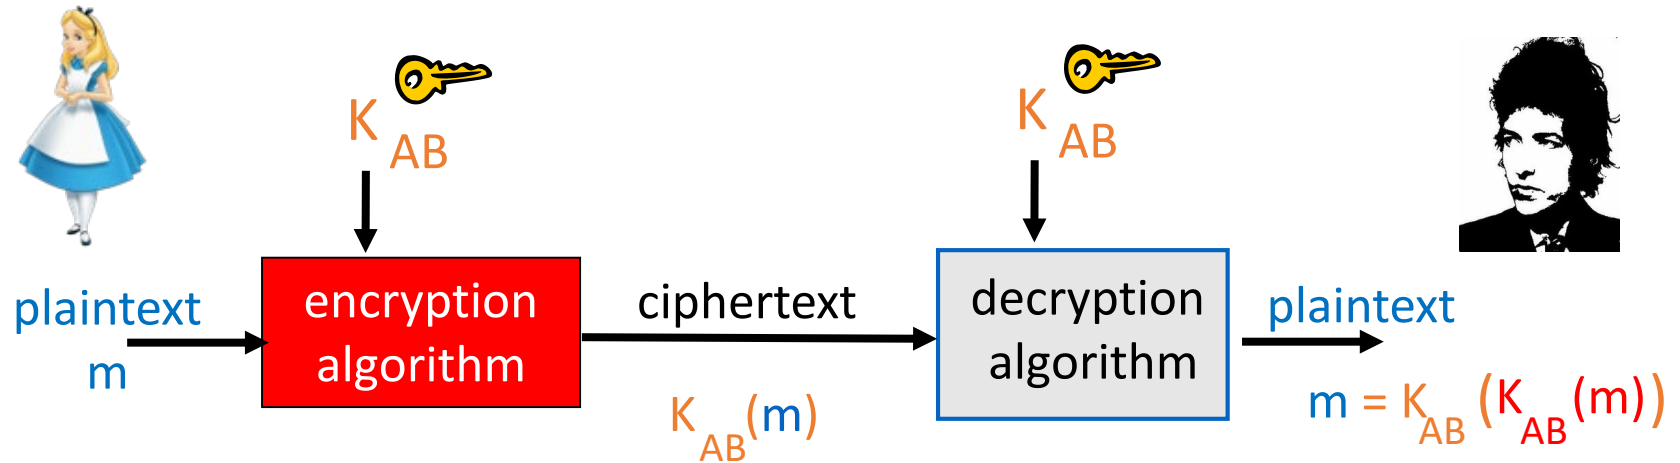 K AB
K AB
encryption
algorithm
decryption
algorithm
plaintext
m
ciphertext
K AB (m)
plaintext
m = K AB (K AB (m))